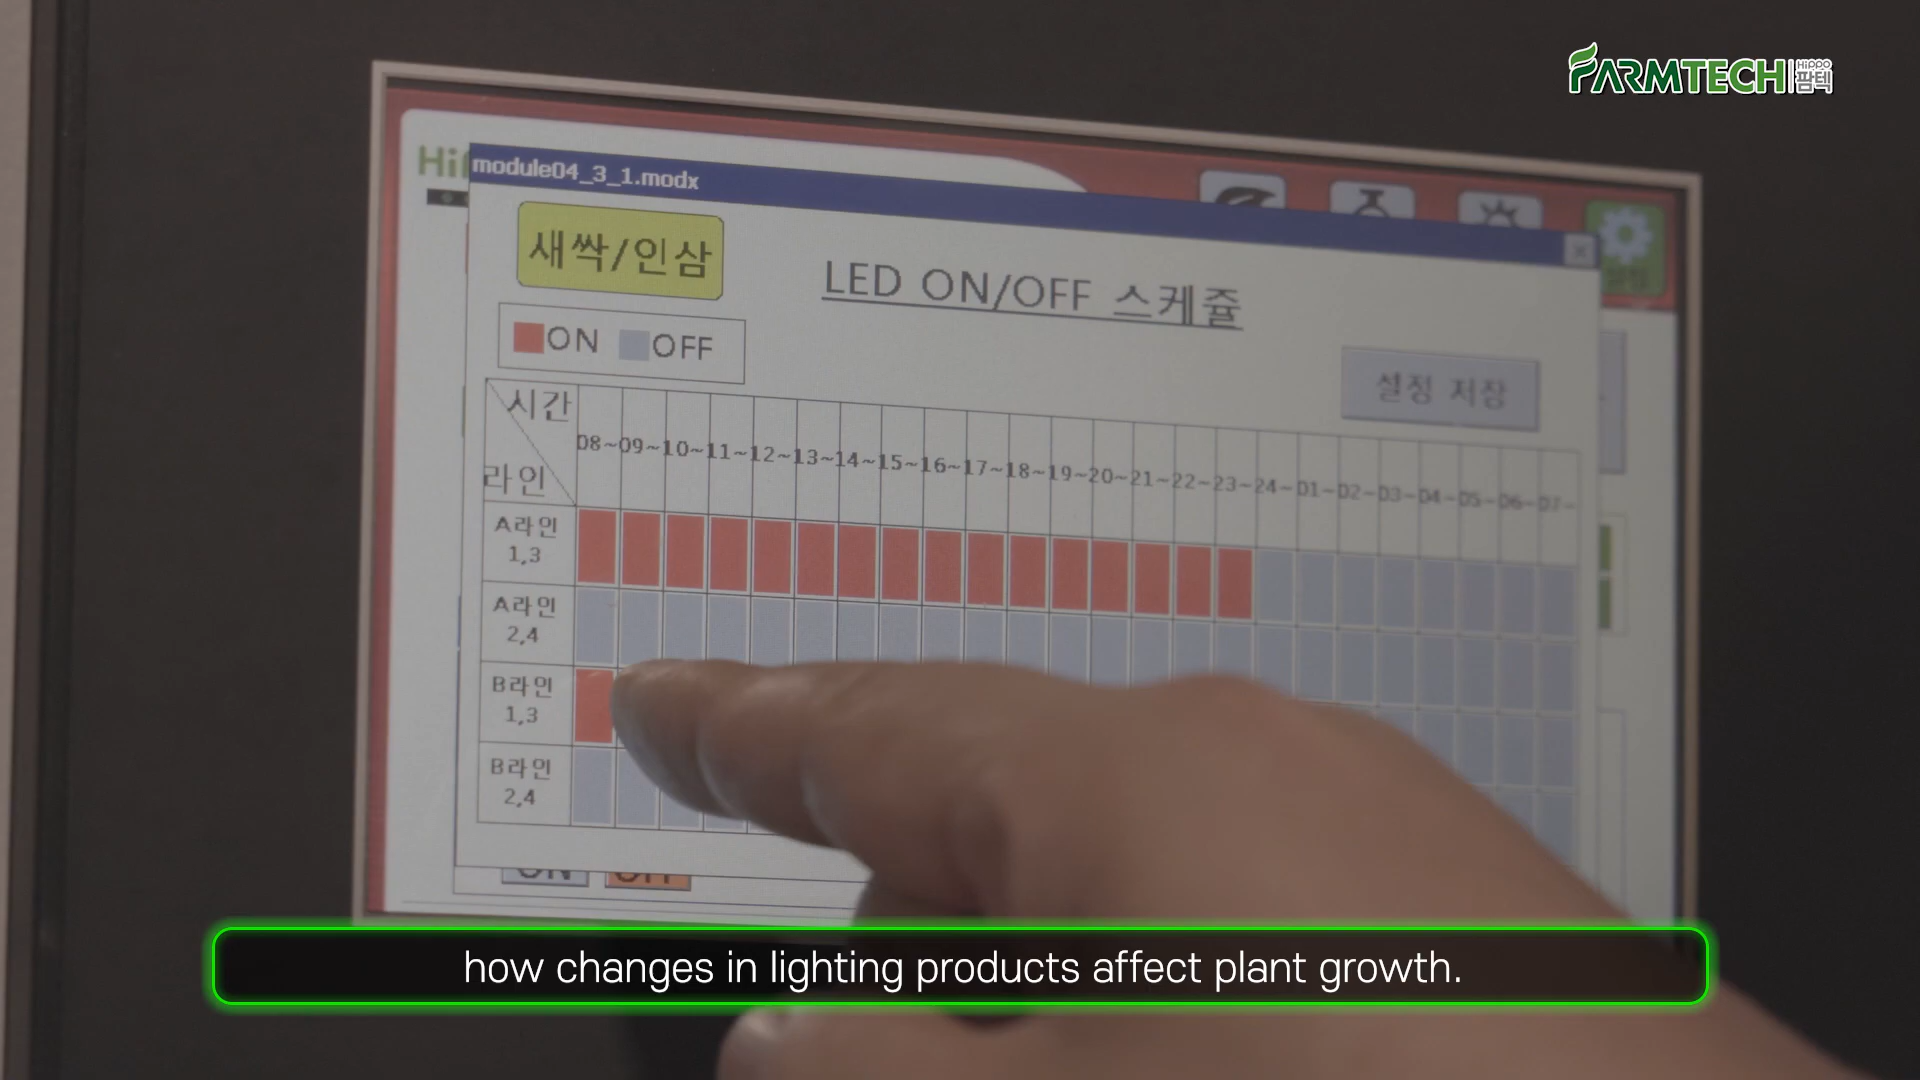 FARMTECH Hippo 팜텍
module04_3_1.modx
새싹/인삼
LED ON/OFF 스케쥴
ON OFF
설정 저장
시간
라인
08~09~10~11~12~13~14~15~16~17~18~19~20~21~22~23~24~01~02~03~04~05~06~07~
A라인
1,3
A라인
2,4
B라인
1,3
B라인
2,4
ON OFF
how changes in lighting products affect plant growth.